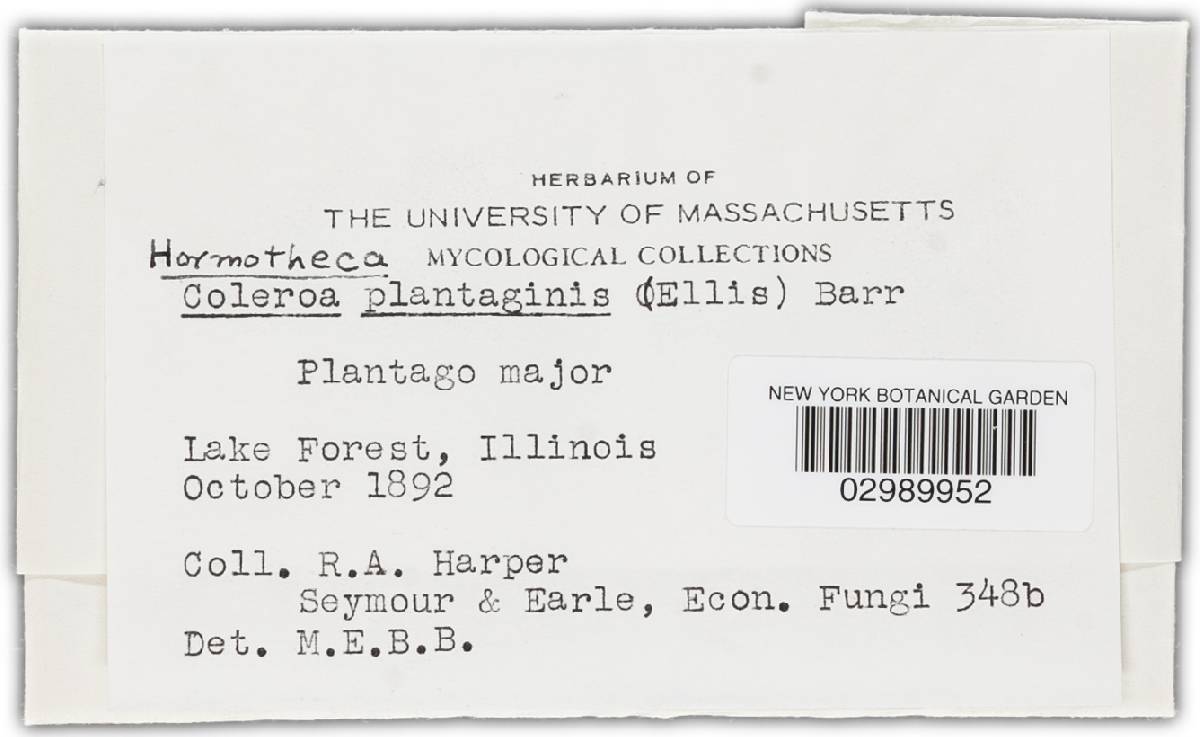 HERBARIUM OF
THE UNIVERSITY OF MASSACHUSETTS
Hormotheca MYCOLOGICAL COLLECTIONS
Coleroa plantaginis (Ellis) Barr
Plantago major
NEW YORK BOTANICAL GARDEN
02989952
Lake Forest, Illinois
October 1892
Coll. R.A. Harper
Seymour & Earle, Econ. Fungi 348b
Det. M.E.B.B.